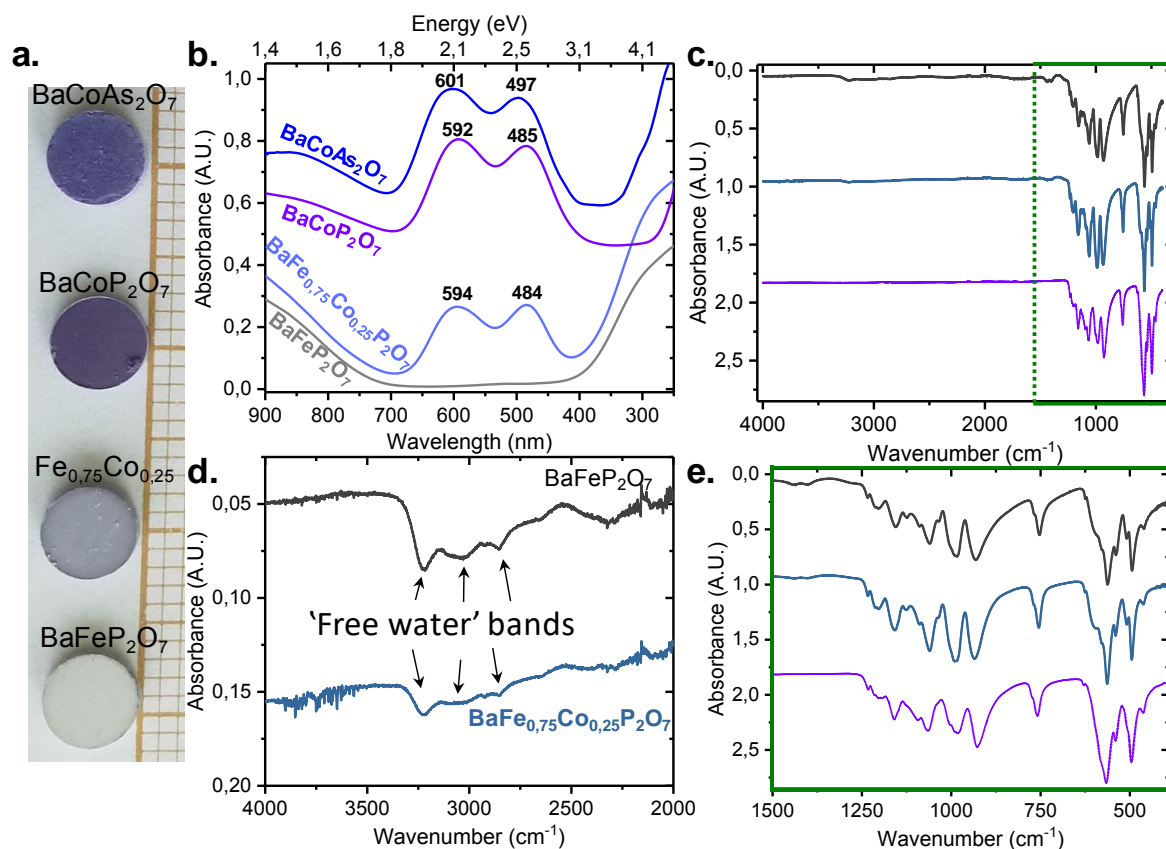 a.
BaCoAs₂O₇
BaCoP₂O₇
Fe₀,₇₅Co₀,₂₅
BaFeP₂O₇
b.
Energy (eV)
1,4 1,6 1,8 2,1 2,5 3,1 4,1
Absorbance (A.U.)
1,0
0,8
0,6
0,4
0,2
0,0
601 497
BaCoAs₂O₇
592 485
BaCoP₂O₇
594 484
BaFe₀,₇₅Co₀,₂₅P₂O₇
BaFeP₂O₇
900 800 700 600 500 400 300
Wavelength (nm)
c.
Absorbance (A.U.)
0,0
0,5
1,0
1,5
2,0
2,5
4000 3000 2000 1000
Wavenumber (cm⁻¹)
d.
Absorbance (A.U.)
0,05
0,10
0,15
0,20
BaFeP₂O₇
‘Free water’ bands
BaFe₀,₇₅Co₀,₂₅P₂O₇
4000 3500 3000 2500 2000
Wavenumber (cm⁻¹)
e.
Absorbance (A.U.)
0,0
0,5
1,0
1,5
2,0
2,5
1500 1250 1000 750 500
Wavenumber (cm⁻¹)